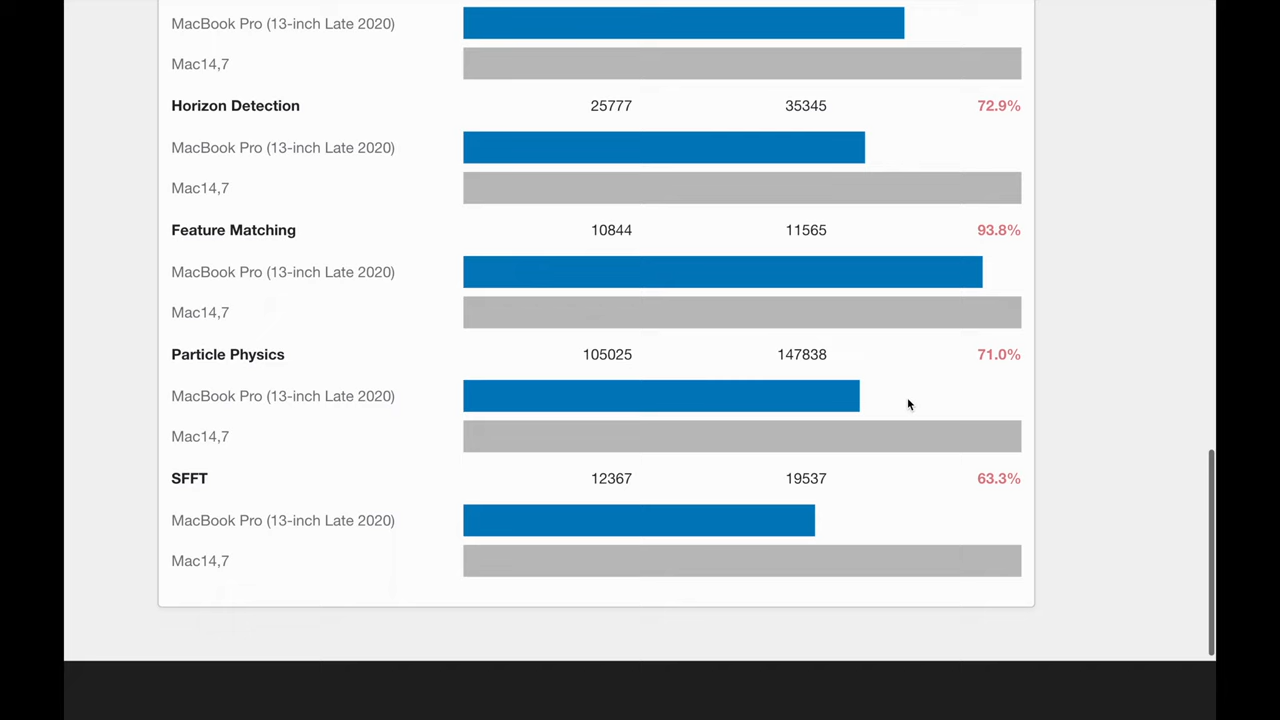 MacBook Pro (13-inch Late 2020)
Mac14,7
Horizon Detection 25777 35345 72.9%
MacBook Pro (13-inch Late 2020)
Mac14,7
Feature Matching 10844 11565 93.8%
MacBook Pro (13-inch Late 2020)
Mac14,7
Particle Physics 105025 147838 71.0%
MacBook Pro (13-inch Late 2020)
Mac14,7
SFFT 12367 19537 63.3%
MacBook Pro (13-inch Late 2020)
Mac14,7